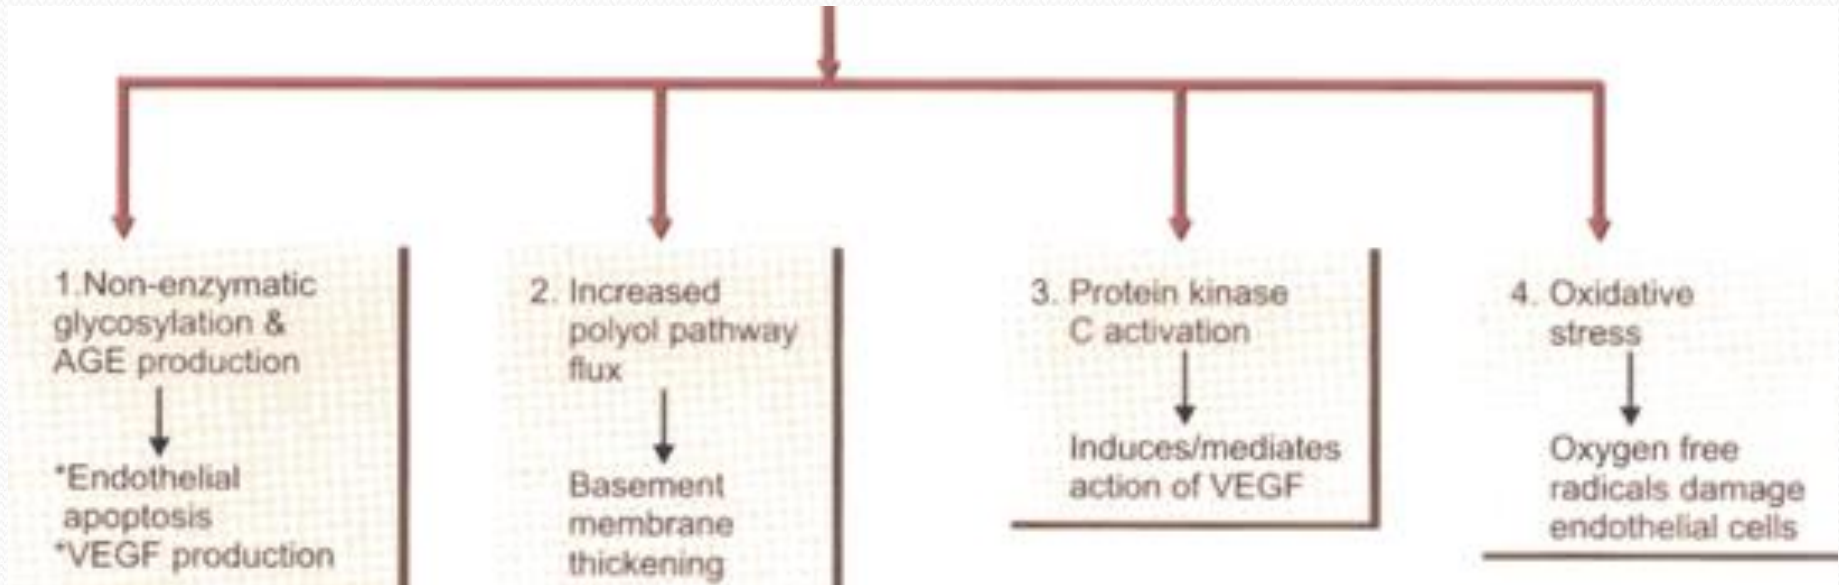 1.Non-enzymatic
glycosylation &
AGE production
*Endothelial
apoptosis
*VEGF production
2. Increased
polyol pathway
flux
Basement
membrane
thickening
3. Protein kinase
C activation
Induces/mediates
action of VEGF
4. Oxidative
stress
Oxygen free
radicals damage
endothelial cells